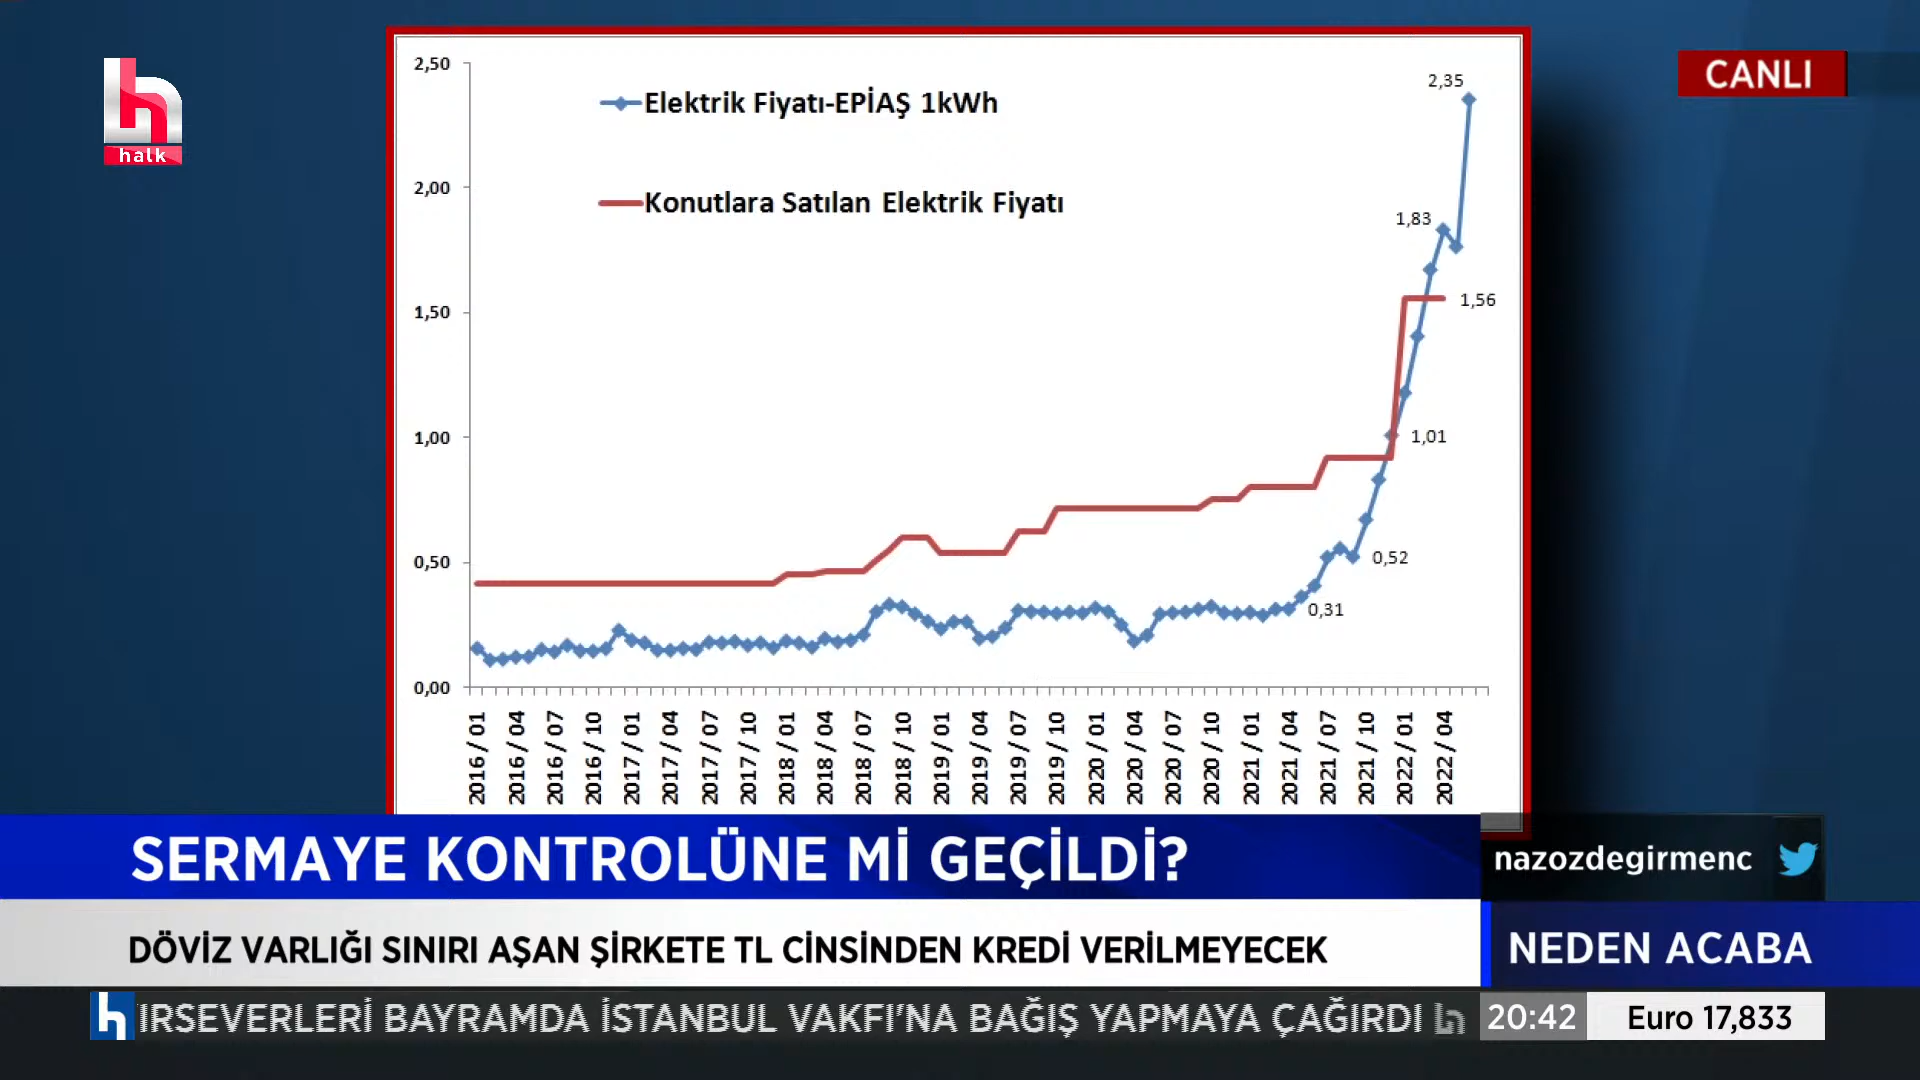 halk
CANLI
Elektrik Fiyatı-EPİAŞ 1kWh
Konutlara Satılan Elektrik Fiyatı
2,50
2,00
1,50
1,00
0,50
0,00
2,35
1,83
1,56
1,01
0,52
0,31
2016 / 01
2016 / 04
2016 / 07
2016 / 10
2017 / 01
2017 / 04
2017 / 07
2017 / 10
2018 / 01
2018 / 04
2018 / 07
2018 / 10
2019 / 01
2019 / 04
2019 / 07
2019 / 10
2020 / 01
2020 / 04
2020 / 07
2020 / 10
2021 / 01
2021 / 04
2021 / 07
2021 / 10
2022 / 01
2022 / 04
SERMAYE KONTROLÜNE Mİ GEÇİLDİ?
nazozdegirmenc
DÖVİZ VARLIĞI SINIRI AŞAN ŞİRKETE TL CİNSİNDEN KREDİ VERİLMEYECEK
NEDEN ACABA
IRSEVERLERİ BAYRAMDA İSTANBUL VAKFI'NA BAĞIŞ YAPMAYA ÇAĞIRDI
20:42
Euro 17,833